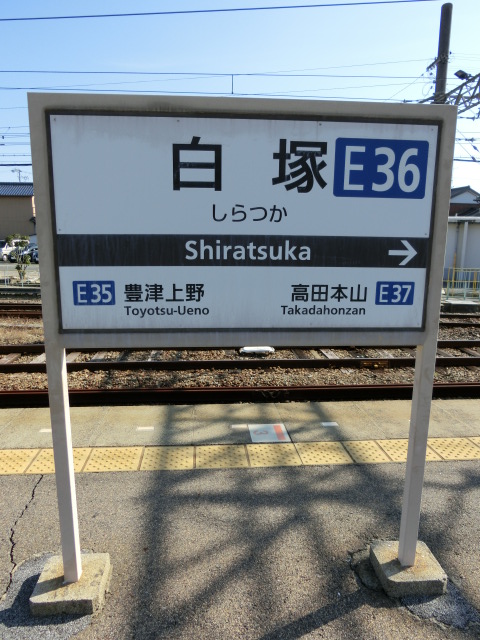 白塚 E36
しらつか
Shiratsuka →
E35 豊津上野 高田本山 E37
Toyotsu-Ueno Takadahonzan